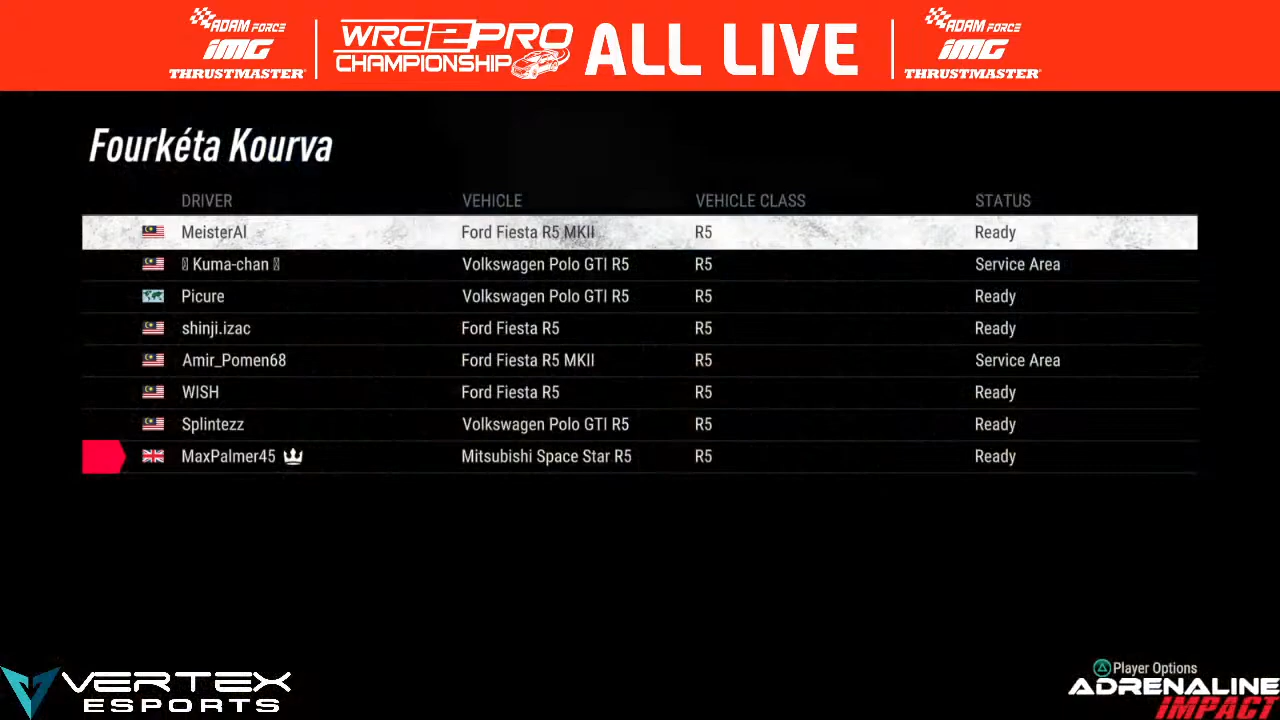 ADAM FORCE
IMG
THRUSTMASTER
WRC 2 PRO
CHAMPIONSHIP
ALL LIVE
ADAM FORCE
IMG
THRUSTMASTER
Fourkéta Kourva
DRIVER VEHICLE VEHICLE CLASS STATUS
MeisterAl Ford Fiesta R5 MKII R5 Ready
Kuma-chan Volkswagen Polo GTI R5 R5 Service Area
Picure Volkswagen Polo GTI R5 R5 Ready
shinji.izac Ford Fiesta R5 R5 Ready
Amir_Pomen68 Ford Fiesta R5 MKII R5 Service Area
WISH Ford Fiesta R5 R5 Ready
Splintezz Volkswagen Polo GTI R5 R5 Ready
MaxPalmer45 Mitsubishi Space Star R5 R5 Ready
Player Options
VERTEX
ESPORTS
ADRENALINE
IMPACT